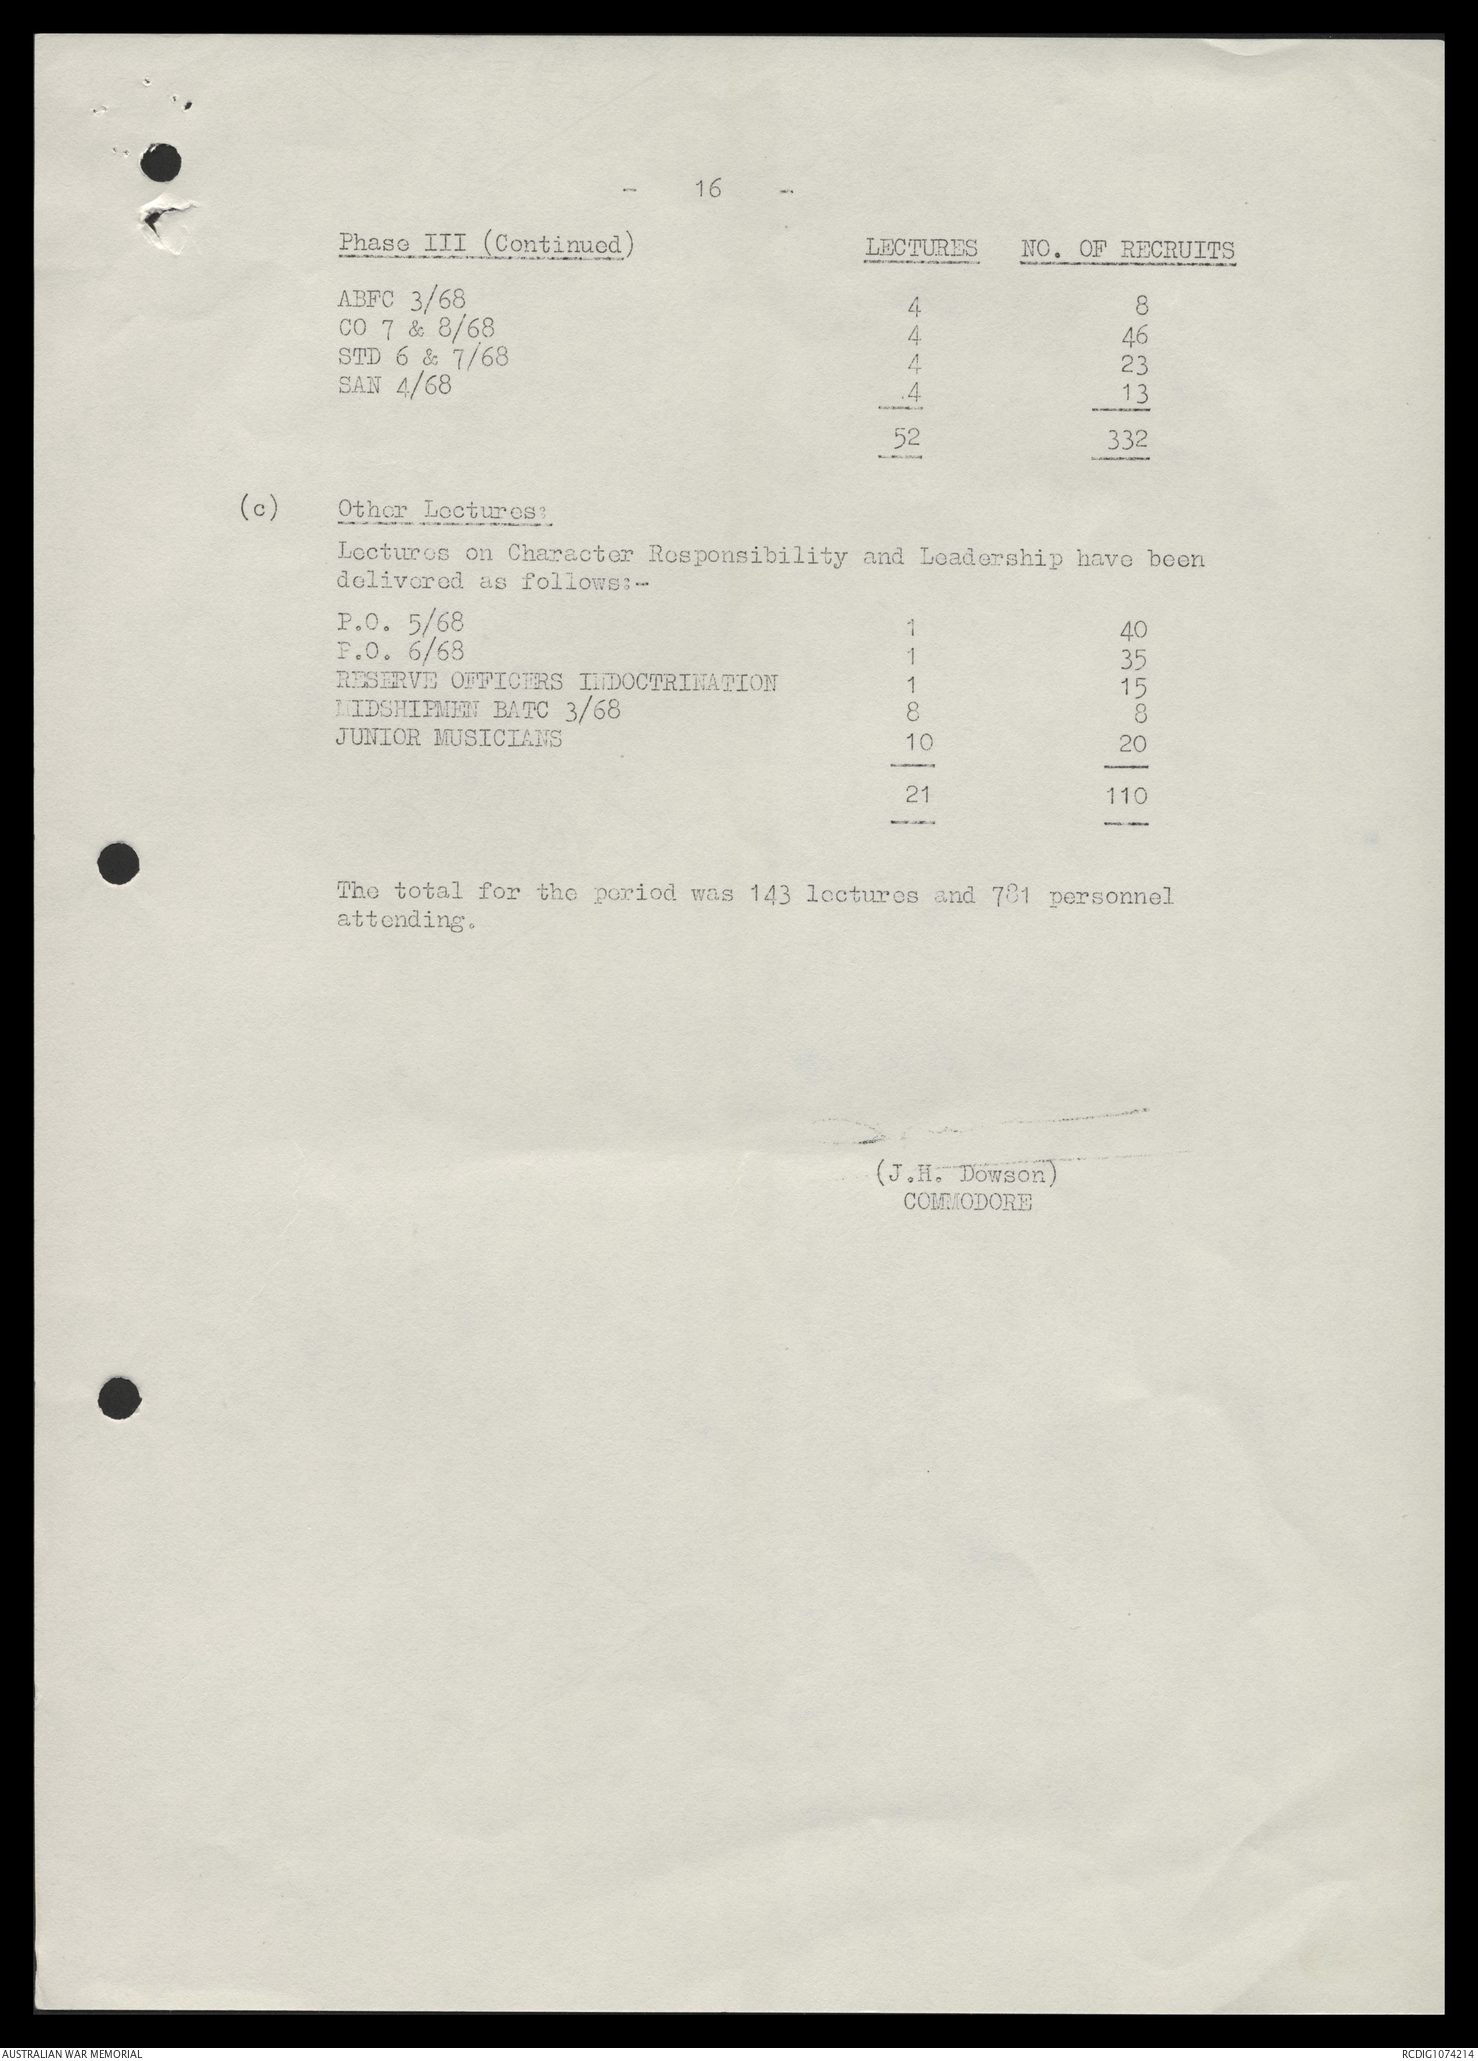 - 16 -
Phase III (Continued) LECTURES NO. OF RECRUITS
ABFC 3/68 4 8
CO 7 & 8/68 4 46
STD 6 & 7/68 4 23
SAN 4/68 4 13
52 332
(c) Other Lectures:
Lectures on Character Responsibility and Leadership have been
delivered as follows:-
P.O. 5/68 1 40
P.O. 6/68 1 35
RESERVE OFFICERS INDOCTRINATION 1 15
MIDSHIPMEN BATC 3/68 8 8
JUNIOR MUSICIANS 10 20
21 110
The total for the period was 143 lectures and 781 personnel
attending.
(J.H. Dowson)
COMMODORE
AUSTRALIAN WAR MEMORIAL RCDIG1074214